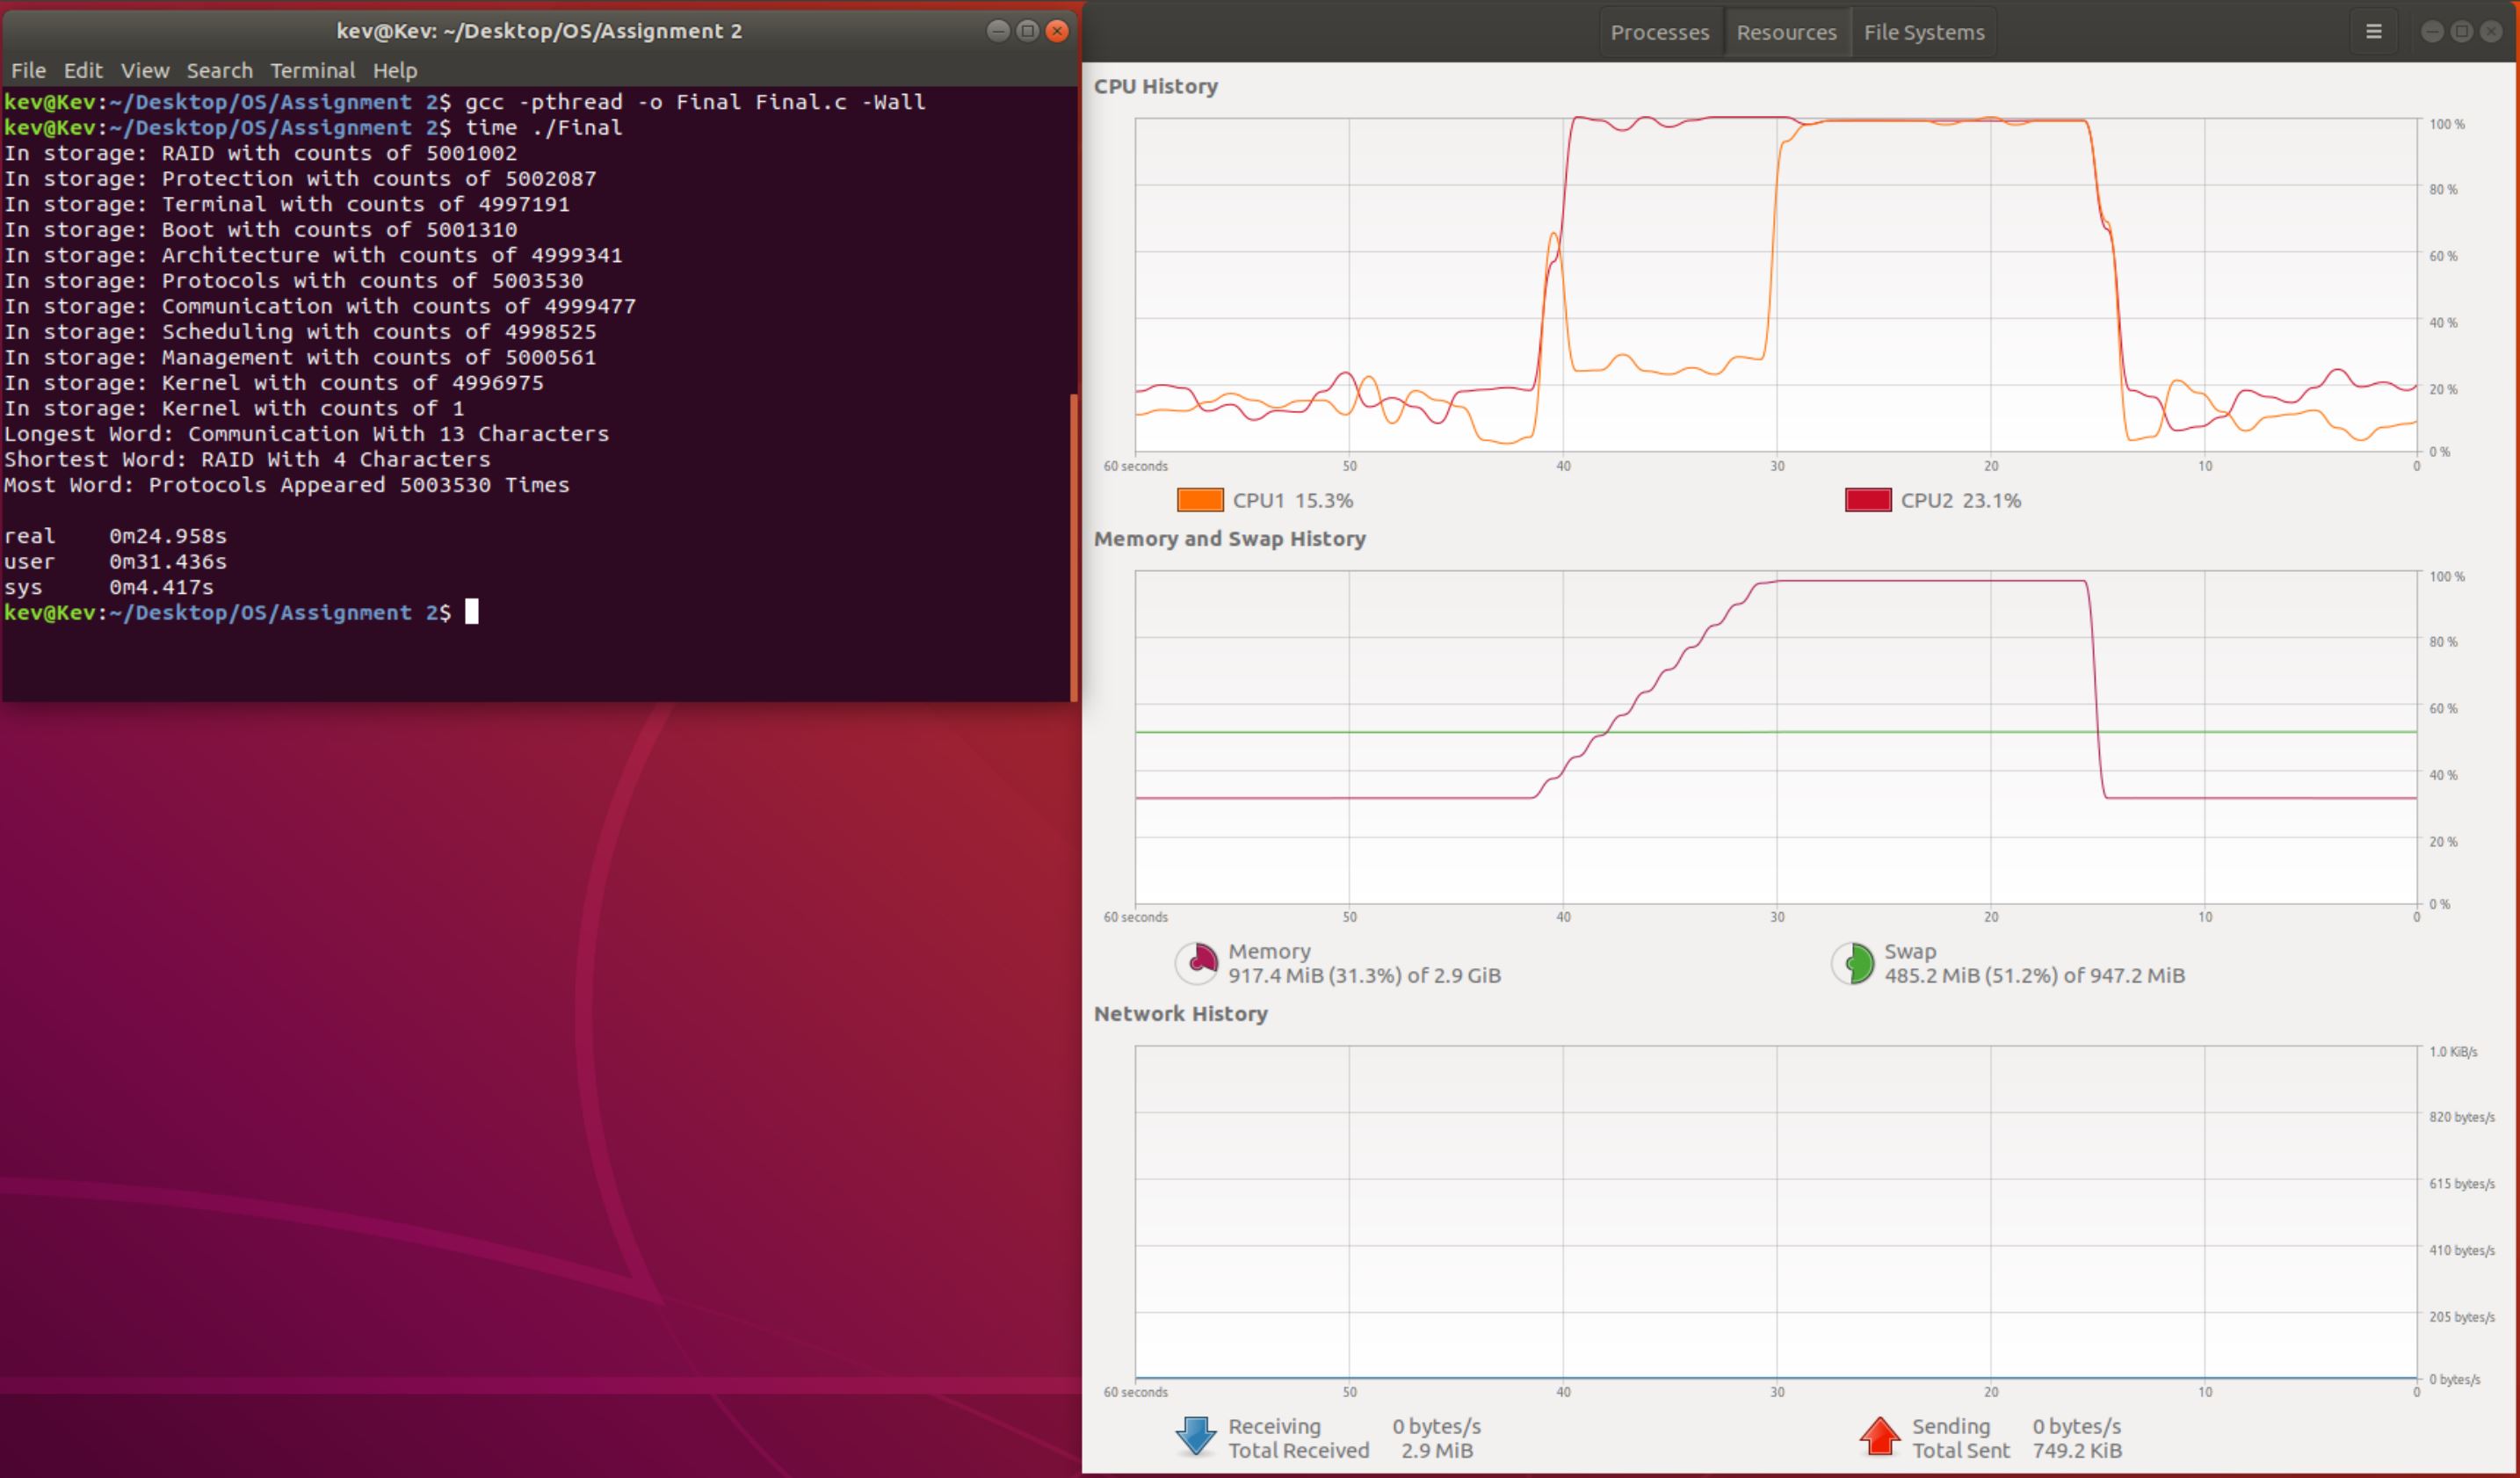 kev@Kev: ~/Desktop/OS/Assignment 2
File Edit View Search Terminal Help
kev@Kev:~/Desktop/OS/Assignment 2$ gcc -pthread -o Final Final.c -Wall
kev@Kev:~/Desktop/OS/Assignment 2$ time ./Final
In storage: RAID with counts of 5001002
In storage: Protection with counts of 5002087
In storage: Terminal with counts of 4997191
In storage: Boot with counts of 5001310
In storage: Architecture with counts of 4999341
In storage: Protocols with counts of 5003530
In storage: Communication with counts of 4999477
In storage: Scheduling with counts of 4998525
In storage: Management with counts of 5000561
In storage: Kernel with counts of 4996975
In storage: Kernel with counts of 1
Longest Word: Communication With 13 Characters
Shortest Word: RAID With 4 Characters
Most Word: Protocols Appeared 5003530 Times
real 0m24.958s
user 0m31.436s
sys 0m4.417s
kev@Kev:~/Desktop/OS/Assignment 2$
Processes Resources File Systems
CPU History
100 %
80 %
60 %
40 %
20 %
0 %
60 seconds 50 40 30 20 10 0
CPU1 15.3% CPU2 23.1%
Memory and Swap History
100 %
80 %
60 %
40 %
20 %
0 %
60 seconds 50 40 30 20 10 0
Memory Swap
917.4 MiB (31.3%) of 2.9 GiB 485.2 MiB (51.2%) of 947.2 MiB
Network History
1.0 KiB/s
820 bytes/s
615 bytes/s
410 bytes/s
205 bytes/s
0 bytes/s
60 seconds 50 40 30 20 10 0
Receiving 0 bytes/s Sending 0 bytes/s
Total Received 2.9 MiB Total Sent 749.2 KiB